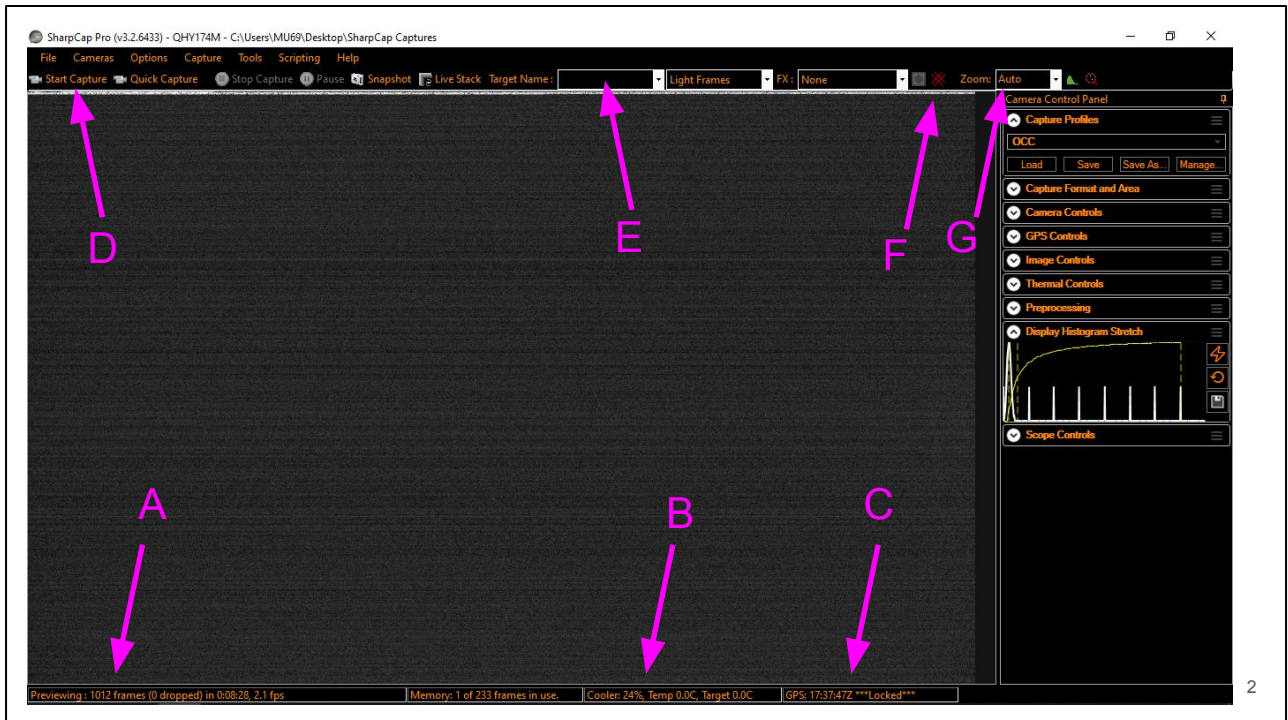 SharpCap Pro (v3.2.6433) - QHY174M - C:\Users\MU69\Desktop\SharpCap Captures
File Cameras Options Capture Tools Scripting Help
Start Capture Quick Capture Stop Capture Pause Snapshot Live Stack Target Name : Light Frames FX : None Zoom: Auto
Camera Control Panel
Capture Profiles
OCC
Load Save Save As... Manage...
Capture Format and Area
Camera Controls
GPS Controls
Image Controls
Thermal Controls
Preprocessing
Display Histogram Stretch
Scope Controls
D
E
F
G
A
B
C
Previewing : 1012 frames (0 dropped) in 0:08:28, 2.1 fps Memory: 1 of 233 frames in use. Cooler: 24%, Temp 0.0C, Target 0.0C GPS: 17:37:47Z ***Locked***
2